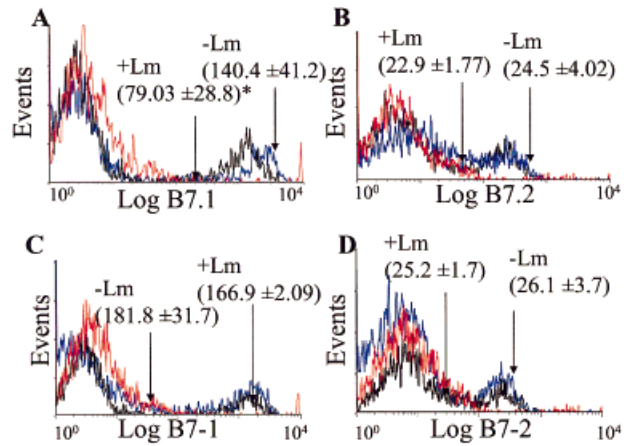 A
-Lm
+Lm
(140.4 ±41.2)
(79.03 ±28.8)*
Events
10⁰
10⁴
Log B7.1
B
+Lm
-Lm
(22.9 ±1.77)
(24.5 ±4.02)
Events
10⁰
10⁴
Log B7.2
C
+Lm
-Lm
(166.9 ±2.09)
(181.8 ±31.7)
Events
10⁰
10⁴
Log B7-1
D
+Lm
-Lm
(25.2 ±1.7)
(26.1 ±3.7)
Events
10⁰
10⁴
Log B7-2